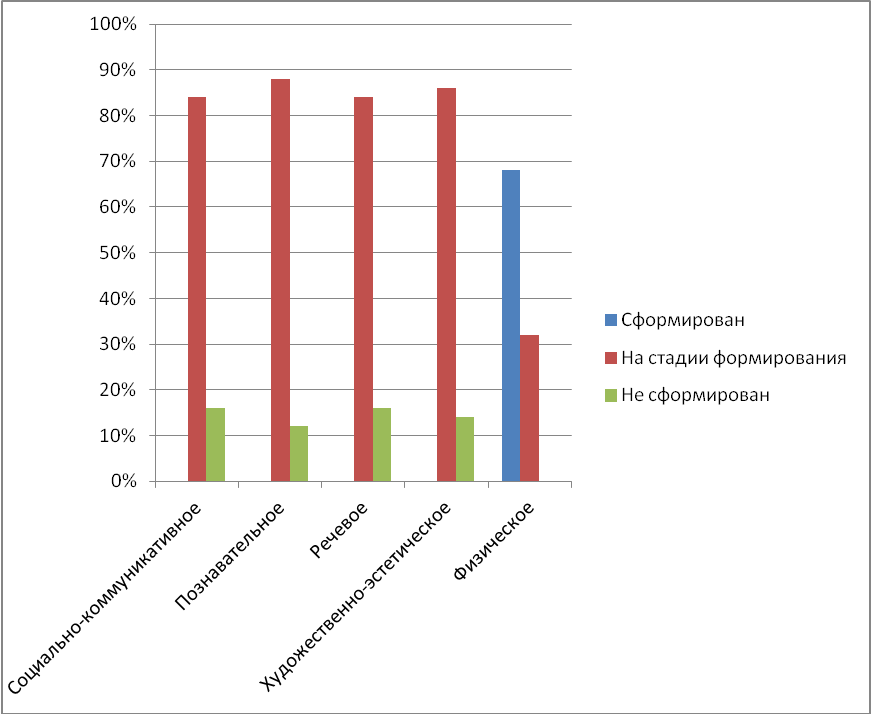 100%
90%
80%
70%
60%
50%
40%
30%
20%
10%
0%
Социально-коммуникативное
Познавательное
Речевое
Художественно-эстетическое
Физическое
Сформирован
На стадии формирования
Не сформирован